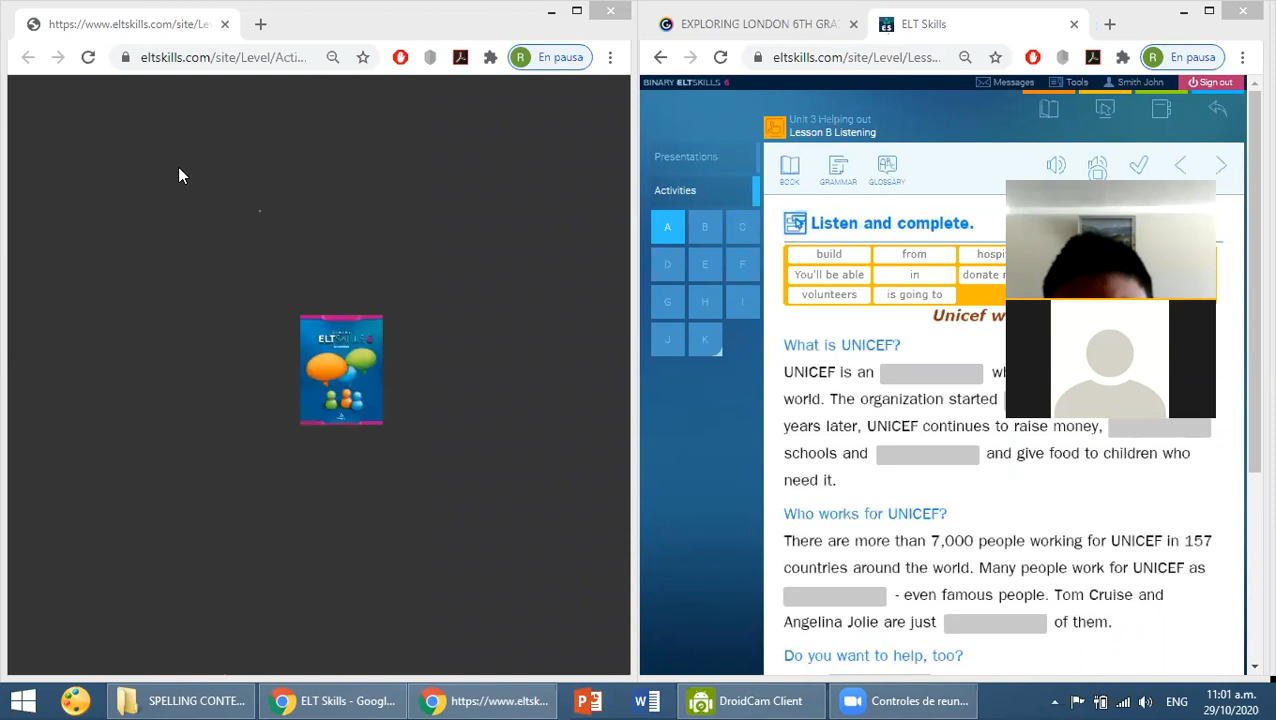 https://www.eltskills.com/site/Le
EXPLORING LONDON 6TH GRA
ELT Skills
eltskills.com/site/Level/Acti...
R En pausa
eltskills.com/site/Level/Less...
R En pausa
BINARY ELTSKILLS 6
Messages
Tools
Smith John
Sign out
Unit 3 Helping out
Lesson B Listening
Presentations
Activities
BOOK
GRAMMAR
GLOSSARY
A B C
D E F
G H I
J K
Listen and complete.
build from hospi
You'll be able in donate m
volunteers is going to
Unicef w
What is UNICEF?
UNICEF is an wh
world. The organization started
years later, UNICEF continues to raise money,
schools and and give food to children who
need it.
Who works for UNICEF?
There are more than 7,000 people working for UNICEF in 157
countries around the world. Many people work for UNICEF as
- even famous people. Tom Cruise and
Angelina Jolie are just of them.
Do you want to help, too?
ELTSKILLS 6
SPELLING CONTE...
ELT Skills - Googl...
https://www.eltsk...
DroidCam Client
Controles de reun...
ENG
11:01 a.m.
29/10/2020